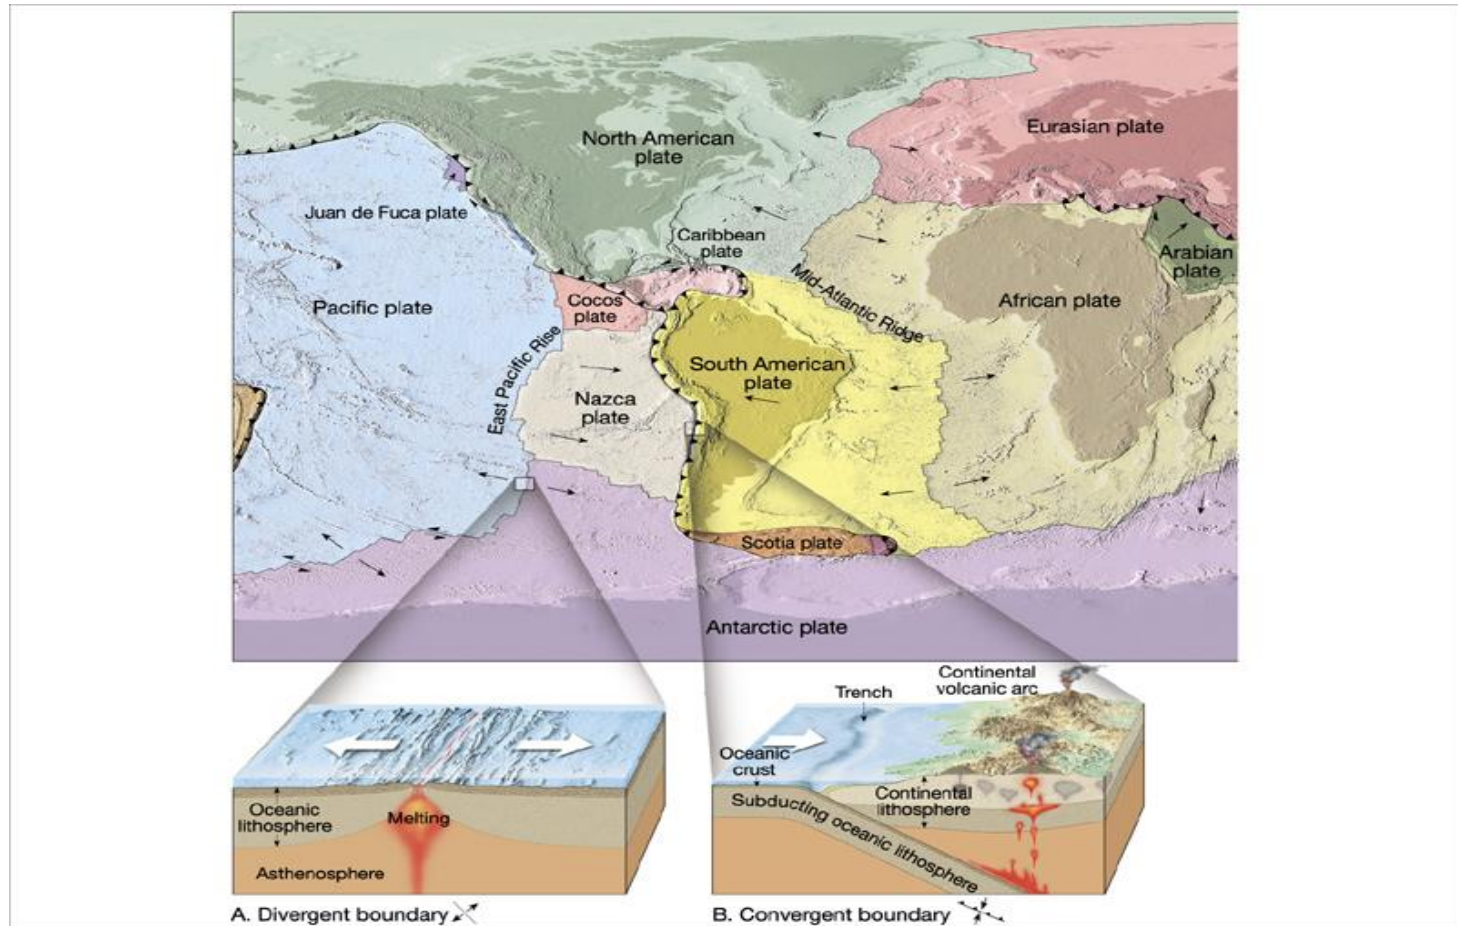 North American
plate
Eurasian plate
Juan de Fuca plate
Caribbean
plate
Arabian
plate
Mid-Atlantic Ridge
Pacific plate
Cocos
plate
African plate
East Pacific Rise
South American
plate
Nazca
plate
Scotia plate
Antarctic plate
Oceanic
lithosphere
Melting
Asthenosphere
A. Divergent boundary
Continental
volcanic arc
Trench
Oceanic
crust
Continental
lithosphere
Subducting oceanic lithosphere
B. Convergent boundary